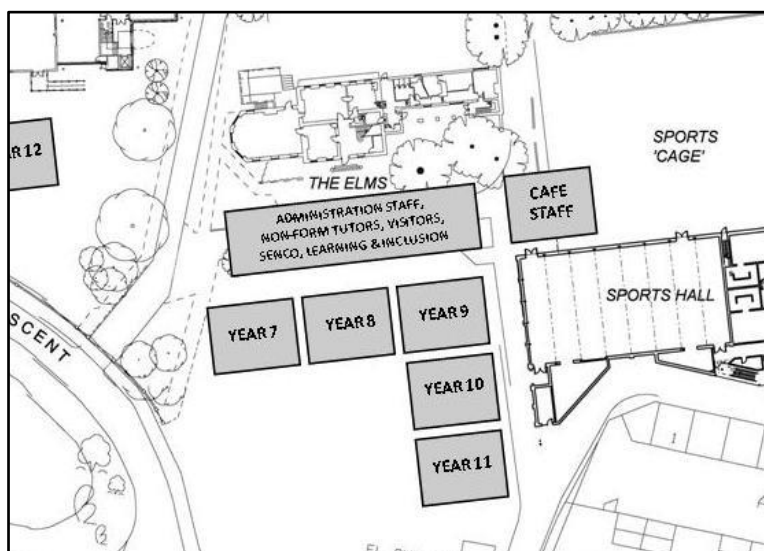 SPORTS
'CAGE'
R 12
THE ELMS
CAFE
STAFF
ADMINISTRATION STAFF,
NON-FORM TUTORS, VISITORS,
SENCO, LEARNING & INCLUSION
SPORTS HALL
YEAR 7
YEAR 8
YEAR 9
SCENT
YEAR 10
YEAR 11
1